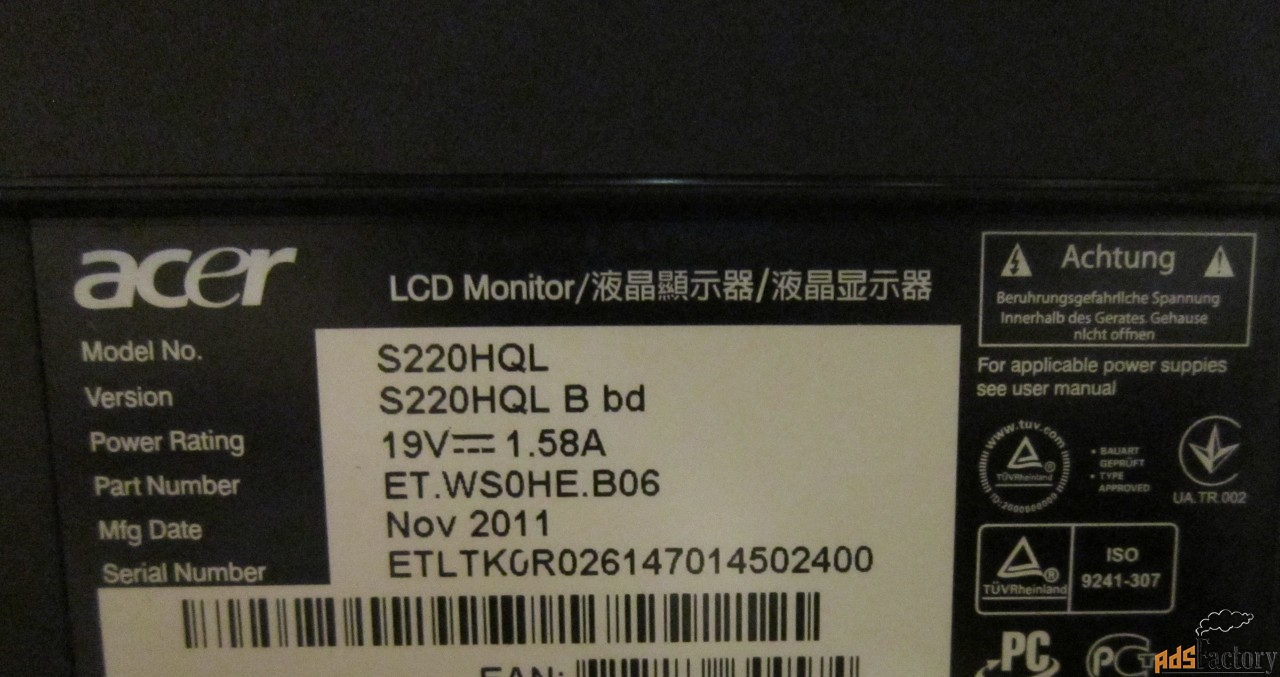 acer
LCD Monitor/液晶顯示器/液晶显示器
Model No. S220HQL
Version S220HQL B bd
Power Rating 19V⎓1.58A
Part Number ET.WS0HE.B06
Mfg Date Nov 2011
Serial Number ETLTK0R026147014502400
EAN:
Achtung
Beruhrungsgefahrliche Spannung
Innerhalb des Gerates. Gehause
nicht offnen
For applicable power suppies
see user manual
www.tuv.com
TÜVRheinland
ID:2000000000
• BAUART
GEPRÜFT
• TYPE
APPROVED
UA.TR.002
TÜVRheinland
ISO
9241-307
PC
AdsFactory